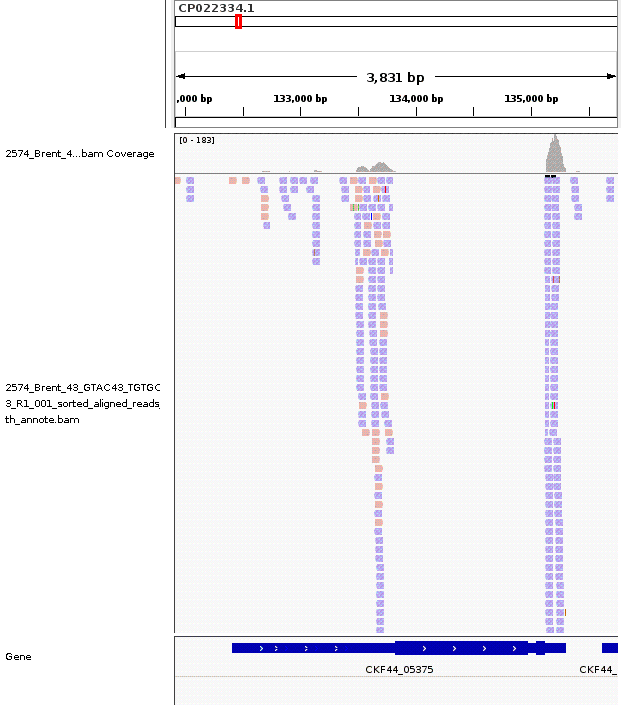 CP022334.1
3,831 bp
,000 bp 133,000 bp 134,000 bp 135,000 bp
[0 - 183]
2574_Brent_4...bam Coverage
2574_Brent_43_GTAC43_TGTGC
3_R1_001_sorted_aligned_reads_
th_annote.bam
Gene
CKF44_05375 CKF44_